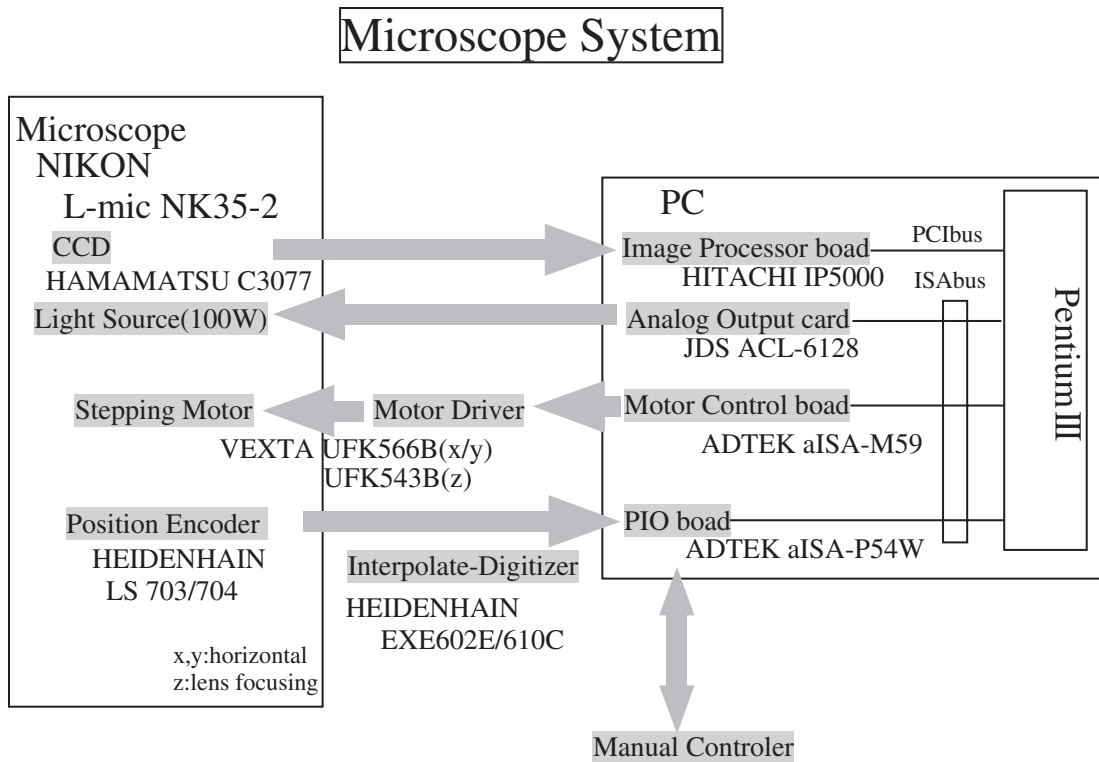 Microscope System
Microscope
NIKON
L-mic NK35-2
CCD
HAMAMATSU C3077
Light Source(100W)
Stepping Motor
Motor Driver
VEXTA UFK566B(x/y)
UFK543B(z)
Position Encoder
HEIDENHAIN
LS 703/704
Interpolate-Digitizer
HEIDENHAIN
EXE602E/610C
x,y:horizontal
z:lens focusing
PC
Image Processor boad
HITACHI IP5000
PCIbus
ISAbus
Analog Output card
JDS ACL-6128
Motor Control boad
ADTEK aISA-M59
PIO boad
ADTEK aISA-P54W
Pentium III
Manual Controler